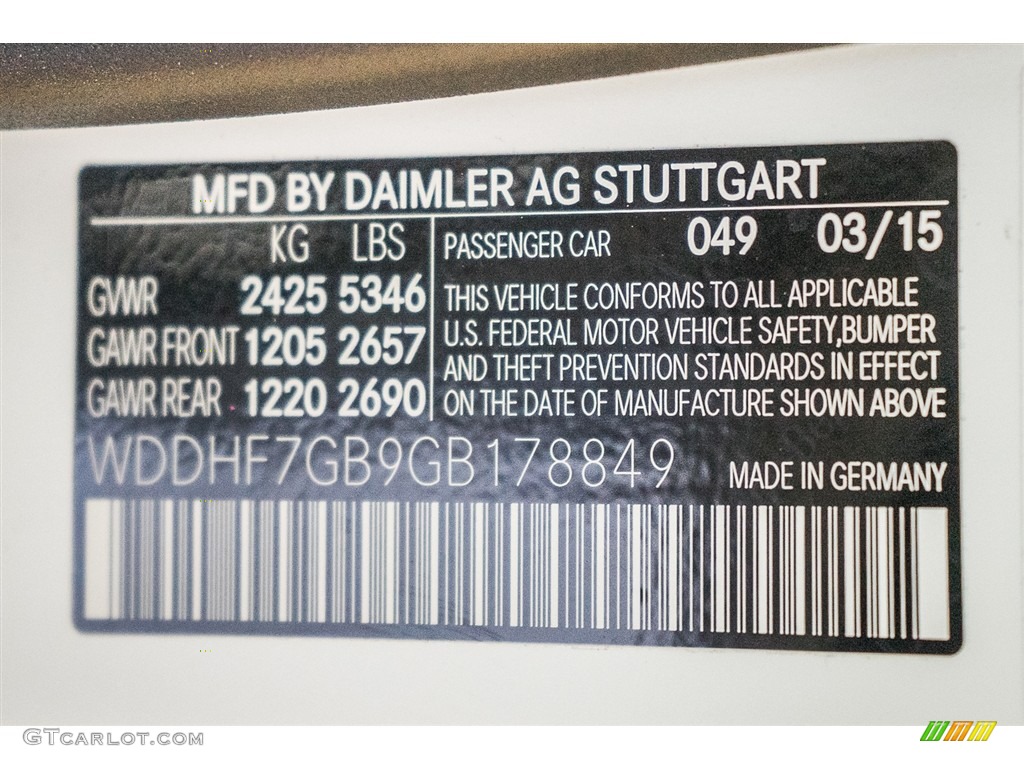 MFD BY DAIMLER AG STUTTGART
KG LBS
GVWR 2425 5346
GAWR FRONT 1205 2657
GAWR REAR 1220 2690
PASSENGER CAR 049 03/15
THIS VEHICLE CONFORMS TO ALL APPLICABLE
U.S. FEDERAL MOTOR VEHICLE SAFETY,BUMPER
AND THEFT PREVENTION STANDARDS IN EFFECT
ON THE DATE OF MANUFACTURE SHOWN ABOVE
WDDHF7GB9GB178849
MADE IN GERMANY
GTCARLOT.COM